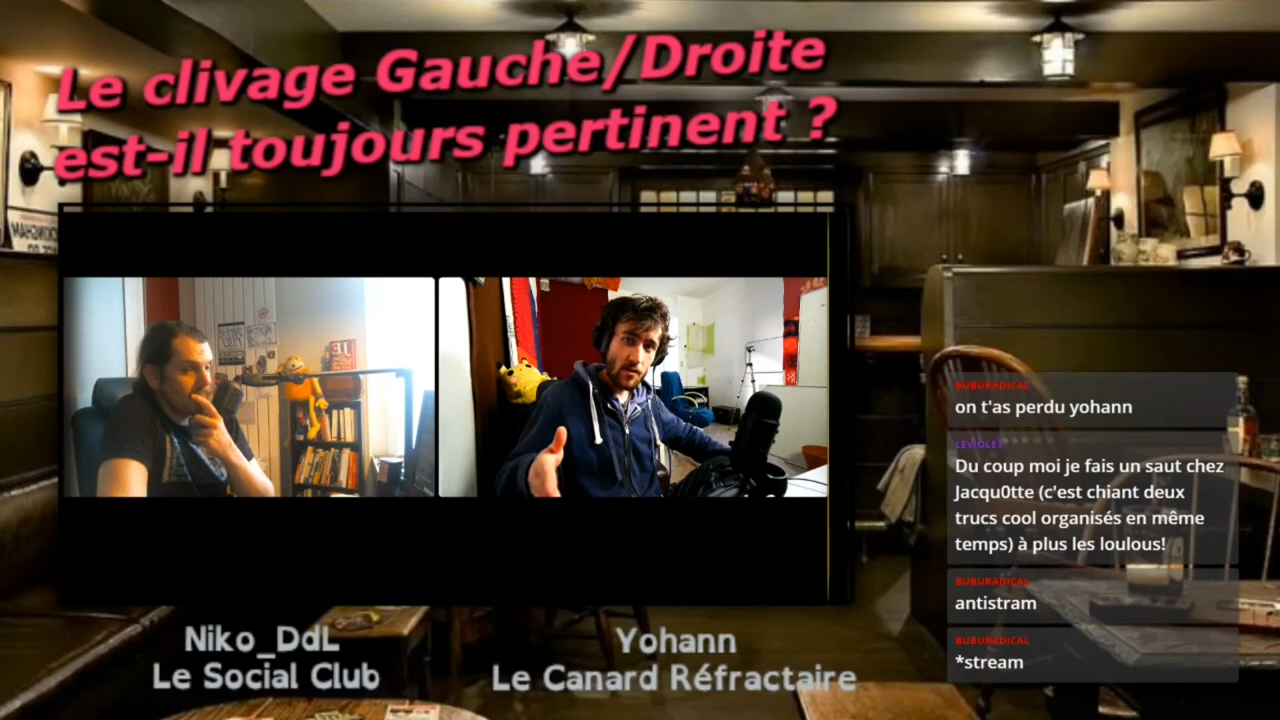 Le clivage Gauche/Droite
est-il toujours pertinent ?
BUBURADICAL
on t'as perdu yohann
LEVIOLET
Du coup moi je fais un saut chez
Jacqu0tte (c'est chiant deux
trucs cool organisés en même
temps) à plus les loulous!
BUBURADICAL
antistram
BUBURADICAL
*stream
Niko_DdL
Le Social Club
Yohann
Le Canard Réfractaire